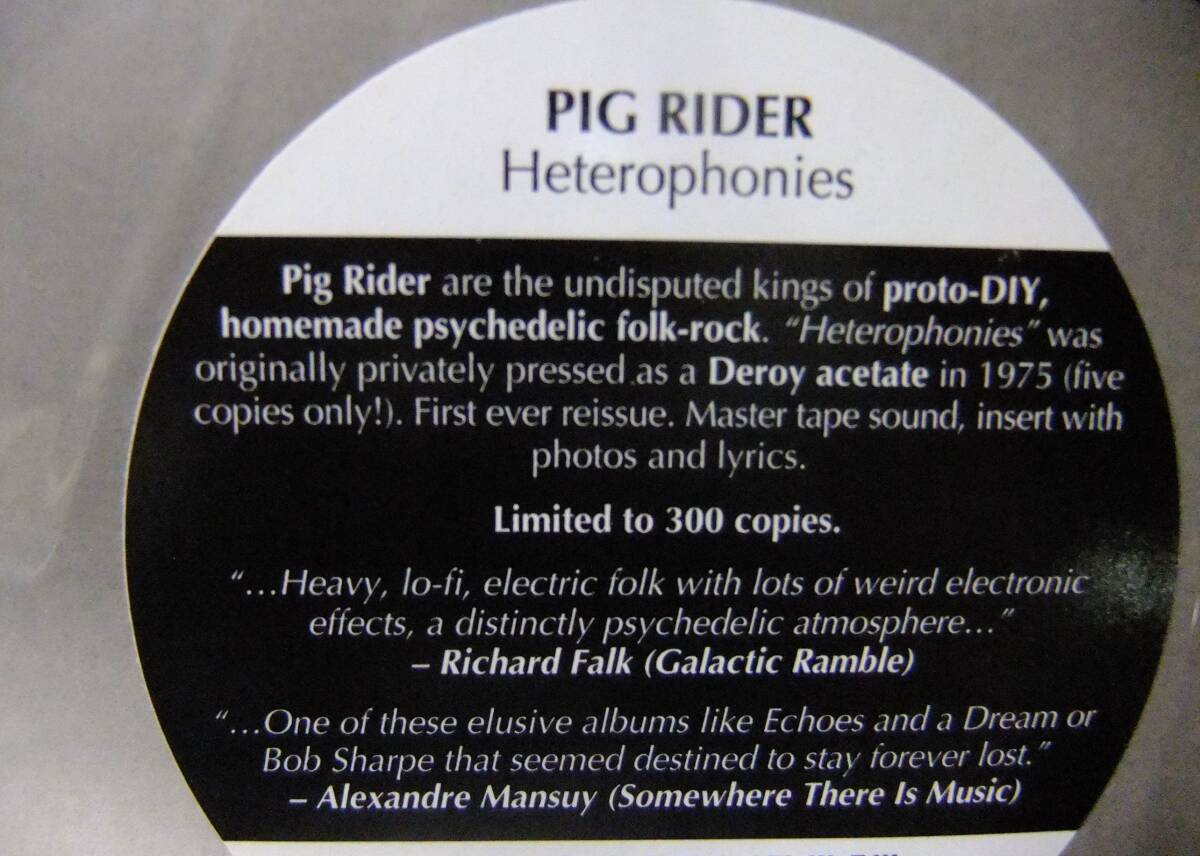 PIG RIDER
Heterophonies
Pig Rider are the undisputed kings of proto-DIY,
homemade psychedelic folk-rock. “Heterophonies” was
originally privately pressed as a Deroy acetate in 1975 (five
copies only!). First ever reissue. Master tape sound, insert with
photos and lyrics.
Limited to 300 copies.
“...Heavy, lo-fi, electric folk with lots of weird electronic
effects, a distinctly psychedelic atmosphere...”
– Richard Falk (Galactic Ramble)
“...One of these elusive albums like Echoes and a Dream or
Bob Sharpe that seemed destined to stay forever lost.”
– Alexandre Mansuy (Somewhere There Is Music)